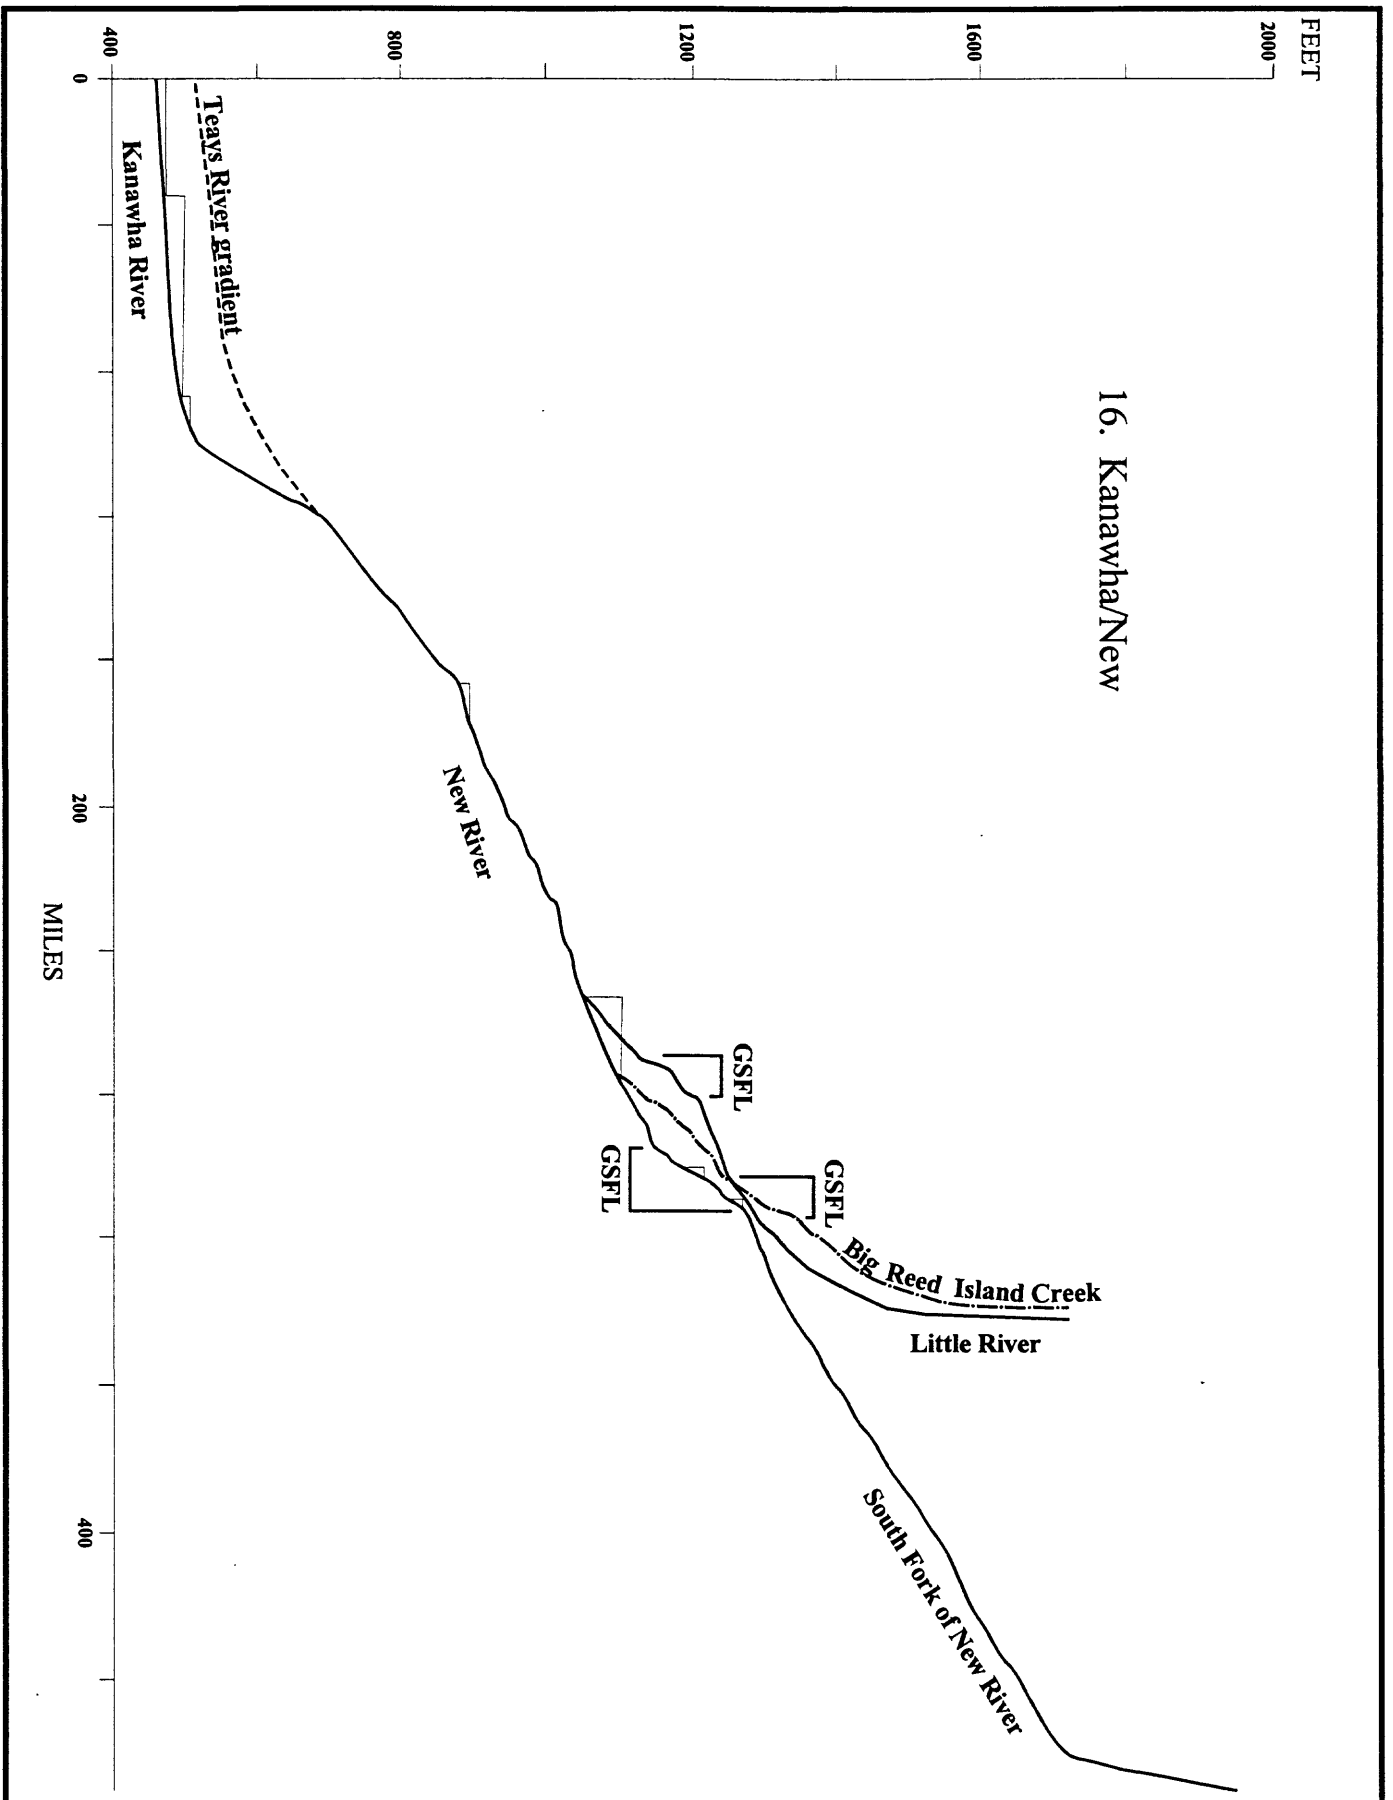 16. Kanawha/New
FEET
2000
1600
1200
800
400
0
200
400
MILES
Teays River gradient
Kanawha River
New River
GSFL
GSFL
GSFL
Big Reed Island Creek
Little River
South Fork of New River